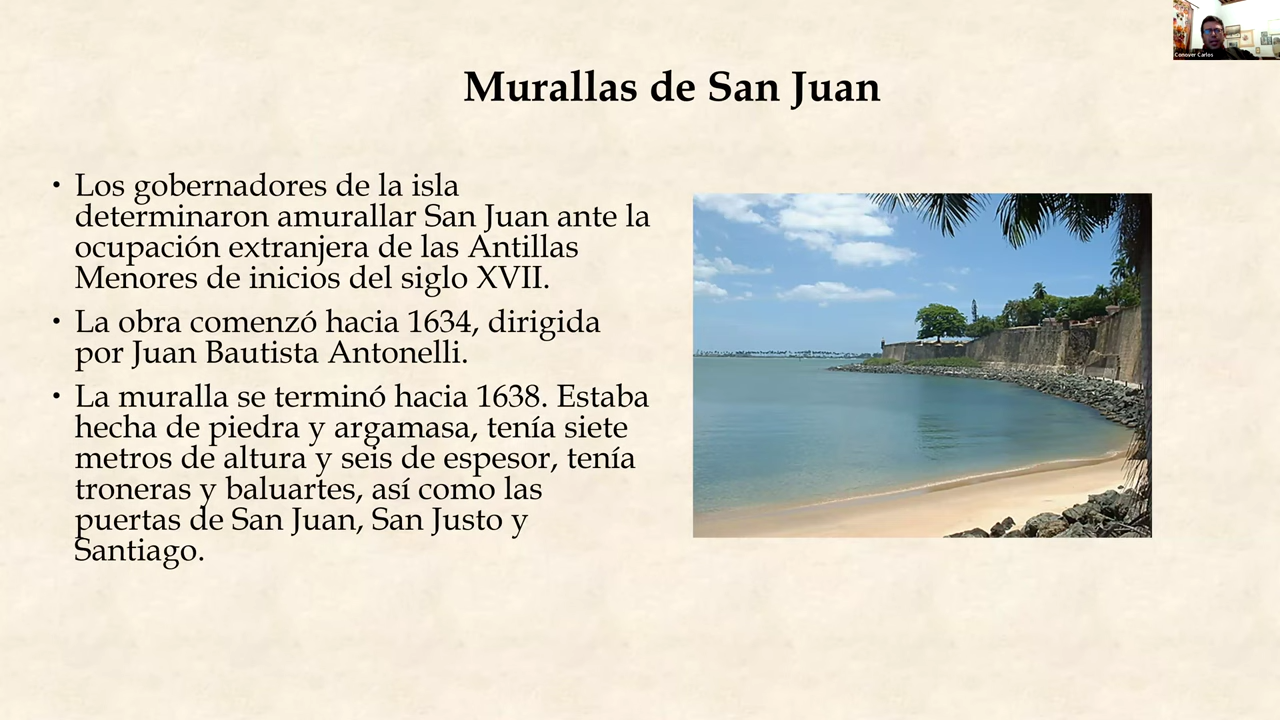 Conover Carlos
Murallas de San Juan
• Los gobernadores de la isla
determinaron amurallar San Juan ante la
ocupación extranjera de las Antillas
Menores de inicios del siglo XVII.
• La obra comenzó hacia 1634, dirigida
por Juan Bautista Antonelli.
• La muralla se terminó hacia 1638. Estaba
hecha de piedra y argamasa, tenía siete
metros de altura y seis de espesor, tenía
troneras y baluartes, así como las
puertas de San Juan, San Justo y
Santiago.